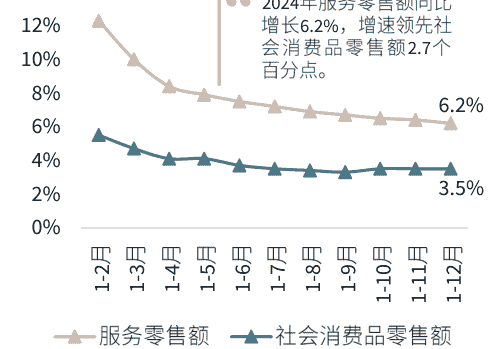 2024年服务零售额同比
增长6.2%，增速领先社
会消费品零售额2.7个
百分点。
12%
10%
8%
6%
4%
2%
0%
6.2%
3.5%
1-2月
1-3月
1-4月
1-5月
1-6月
1-7月
1-8月
1-9月
1-10月
1-11月
1-12月
服务零售额
社会消费品零售额